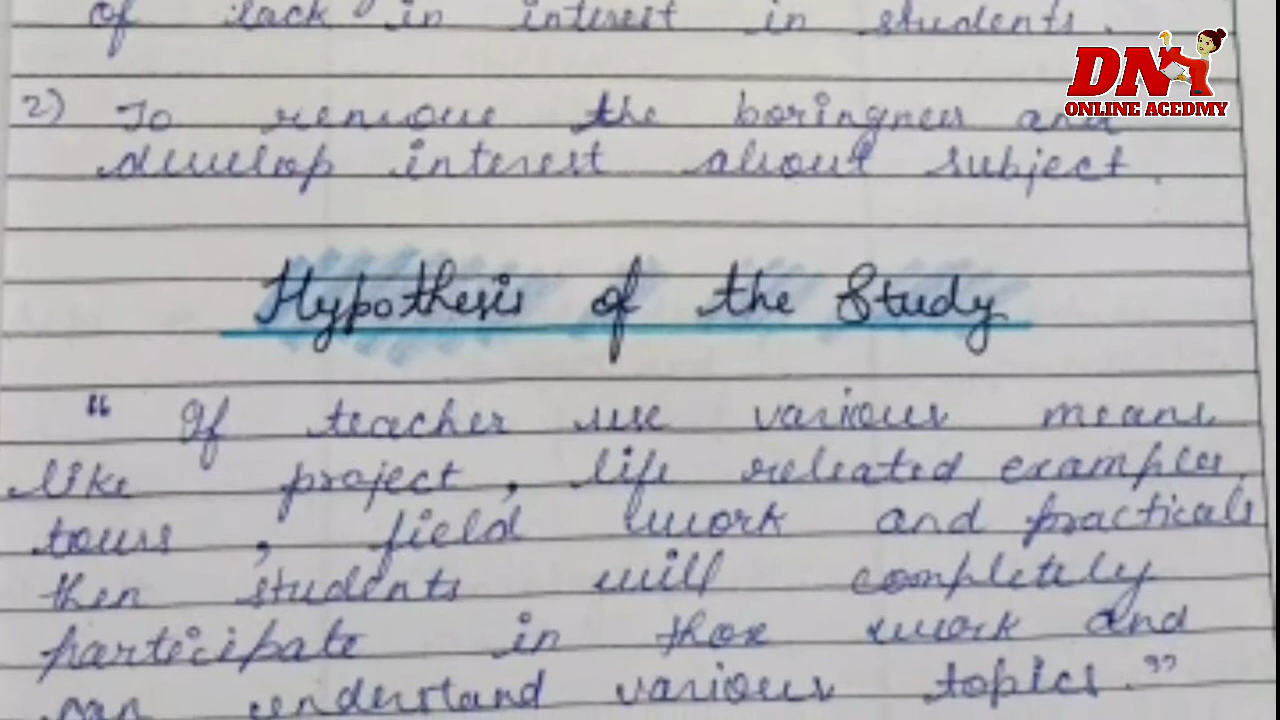 of lack in interest in students.
DN
ONLINE ACEDMY
2) To remove the boringness and
develop interest about subject.
Hypothesis of the Study
" If teacher use various means
like project, life releated examples,
tours, field work and practicals
then students will completely
participate in those work and
can understand various topics."